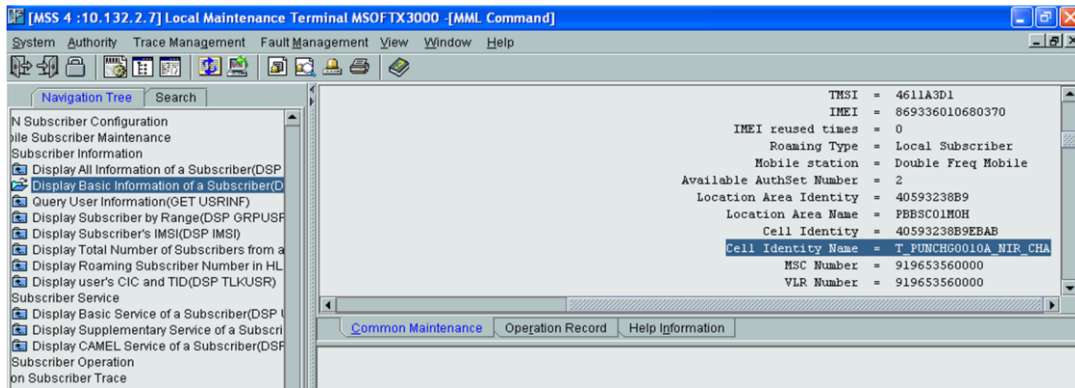 [MSS 4 :10.132.2.7] Local Maintenance Terminal MSOFTX3000 -[MML Command]
System Authority Trace Management Fault Management View Window Help
Navigation Tree Search
N Subscriber Configuration
bile Subscriber Maintenance
Subscriber Information
Display All Information of a Subscriber(DSP
Display Basic Information of a Subscriber(D
Query User Information(GET USRINF)
Display Subscriber by Range(DSP GRPUSR
Display Subscriber's IMSI(DSP IMSI)
Display Total Number of Subscribers from a
Display Roaming Subscriber Number in HL
Display user's CIC and TID(DSP TLKUSR)
Subscriber Service
Display Basic Service of a Subscriber(DSP
Display Supplementary Service of a Subscri
Display CAMEL Service of a Subscriber(DSP
Subscriber Operation
on Subscriber Trace
TMSI = 4611A3D1
IMEI = 869336010680370
IMEI reused times = 0
Roaming Type = Local Subscriber
Mobile station = Double Freq Mobile
Available AuthSet Number = 2
Location Area Identity = 40593238B9
Location Area Name = PBBSC01MOH
Cell Identity = 40593238B9EBAB
Cell Identity Name = T_PUNCHG0010A_NIR_CHA
MSC Number = 919653560000
VLR Number = 919653560000
Common Maintenance Operation Record Help Information